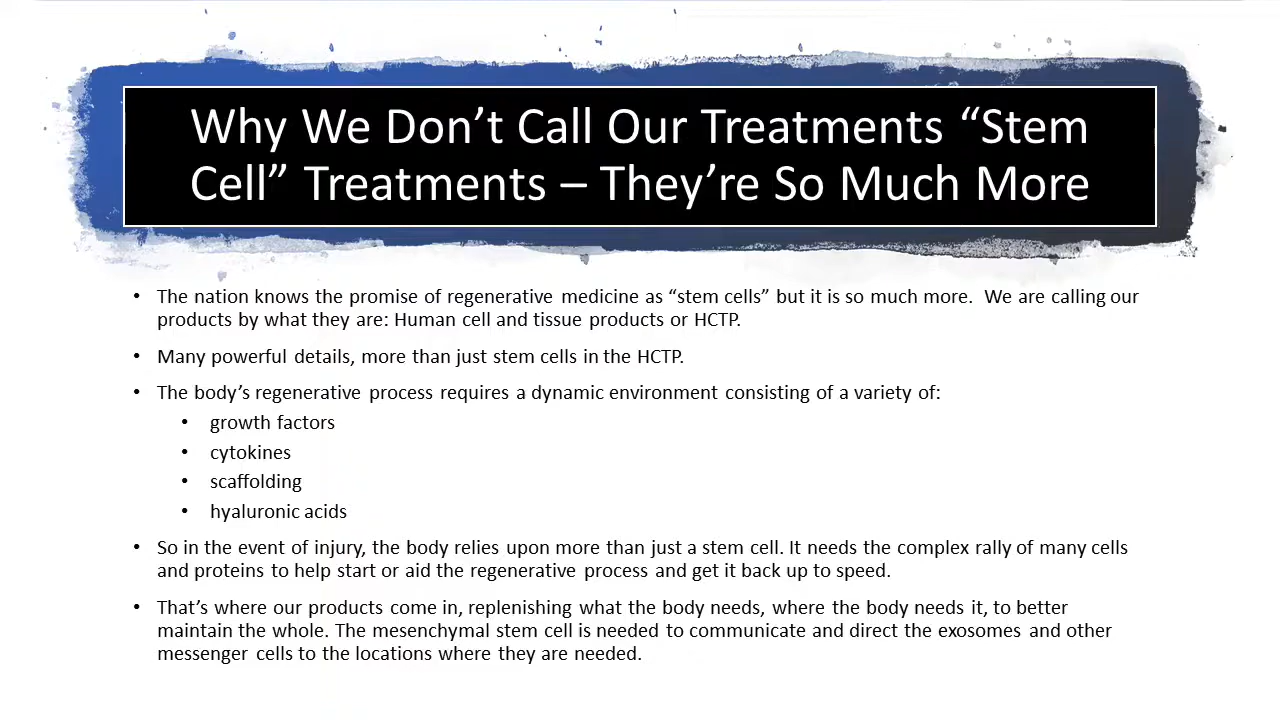 Why We Don’t Call Our Treatments “Stem
Cell” Treatments – They’re So Much More
• The nation knows the promise of regenerative medicine as “stem cells” but it is so much more.  We are calling our
products by what they are: Human cell and tissue products or HCTP.
• Many powerful details, more than just stem cells in the HCTP.
• The body’s regenerative process requires a dynamic environment consisting of a variety of:
• growth factors
• cytokines
• scaffolding
• hyaluronic acids
• So in the event of injury, the body relies upon more than just a stem cell. It needs the complex rally of many cells
and proteins to help start or aid the regenerative process and get it back up to speed.
• That’s where our products come in, replenishing what the body needs, where the body needs it, to better
maintain the whole. The mesenchymal stem cell is needed to communicate and direct the exosomes and other
messenger cells to the locations where they are needed.